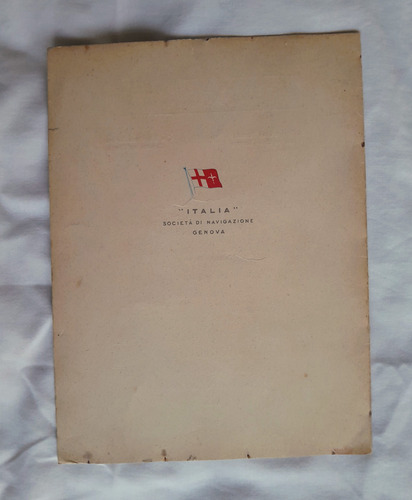 "ITALIA"
SOCIETÀ DI NAVIGAZIONE
GENOVA